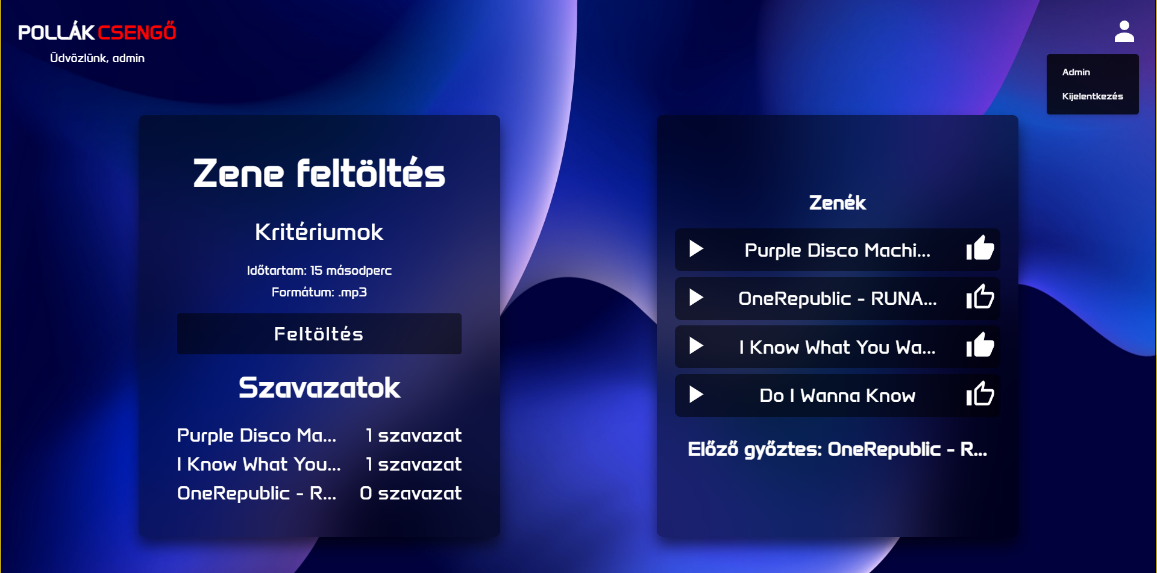 POLLÁK CSENGŐ
Üdvözlünk, admin
Admin
Kijelentkezés
Zene feltöltés
Kritériumok
Időtartam: 15 másodperc
Formátum: .mp3
Feltöltés
Szavazatok
Purple Disco Ma... 1 szavazat
I Know What You... 1 szavazat
OneRepublic - R... 0 szavazat
Zenék
Purple Disco Machi...
OneRepublic - RUNA...
I Know What You Wa...
Do I Wanna Know
Előző győztes: OneRepublic - R...